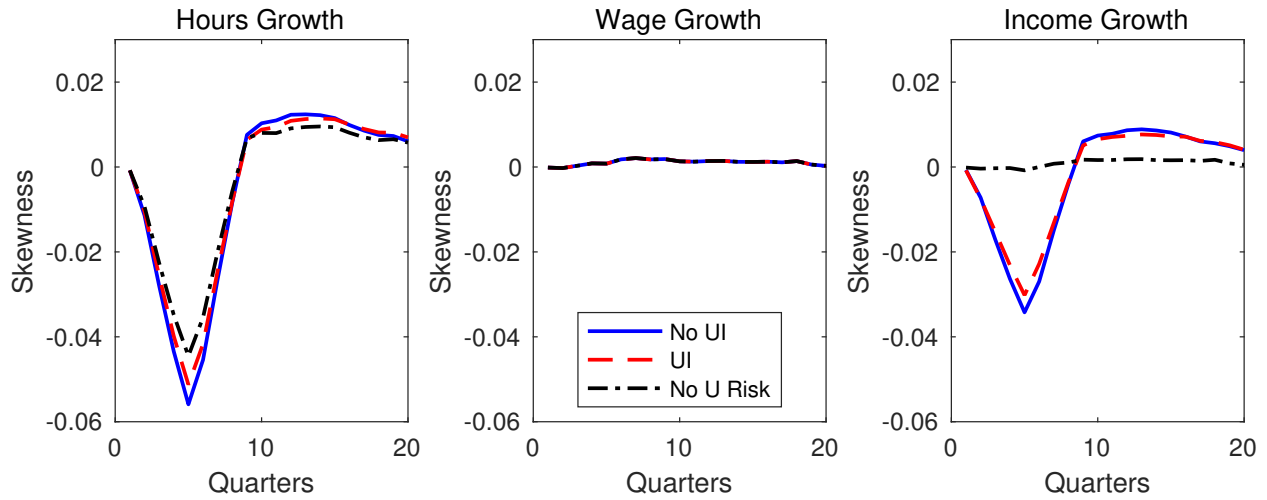 Hours Growth
Wage Growth
Income Growth
Skewness
0.02
0
-0.02
-0.04
-0.06
0
10
20
Quarters
Skewness
0.02
0
-0.02
-0.04
-0.06
0
10
20
Quarters
No UI
UI
No U Risk
Skewness
0.02
0
-0.02
-0.04
-0.06
0
10
20
Quarters